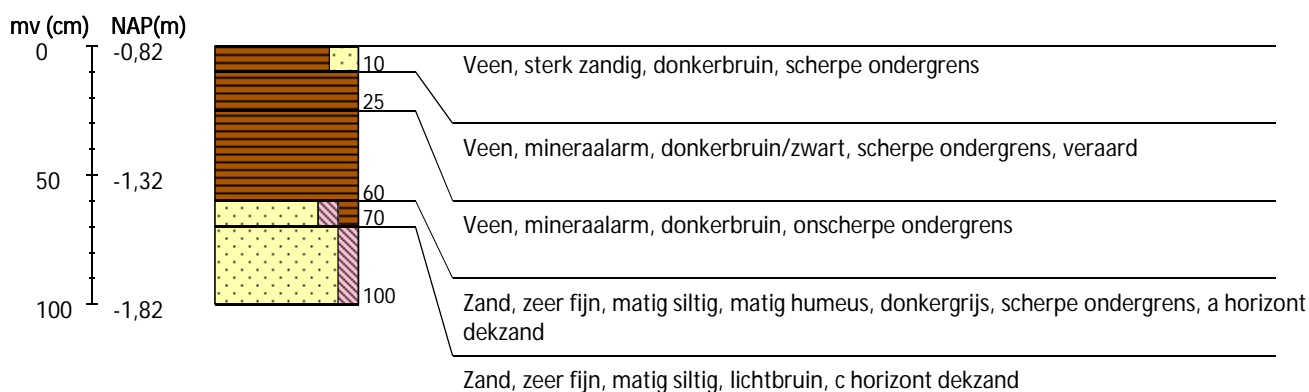 mv (cm) NAP(m)
0 -0,82
10
Veen, sterk zandig, donkerbruin, scherpe ondergrens
25
Veen, mineraalarm, donkerbruin/zwart, scherpe ondergrens, veraard
50 -1,32
60
70
Veen, mineraalarm, donkerbruin, onscherpe ondergrens
100
100 -1,82
Zand, zeer fijn, matig siltig, matig humeus, donkergrijs, scherpe ondergrens, a horizont
dekzand
Zand, zeer fijn, matig siltig, lichtbruin, c horizont dekzand